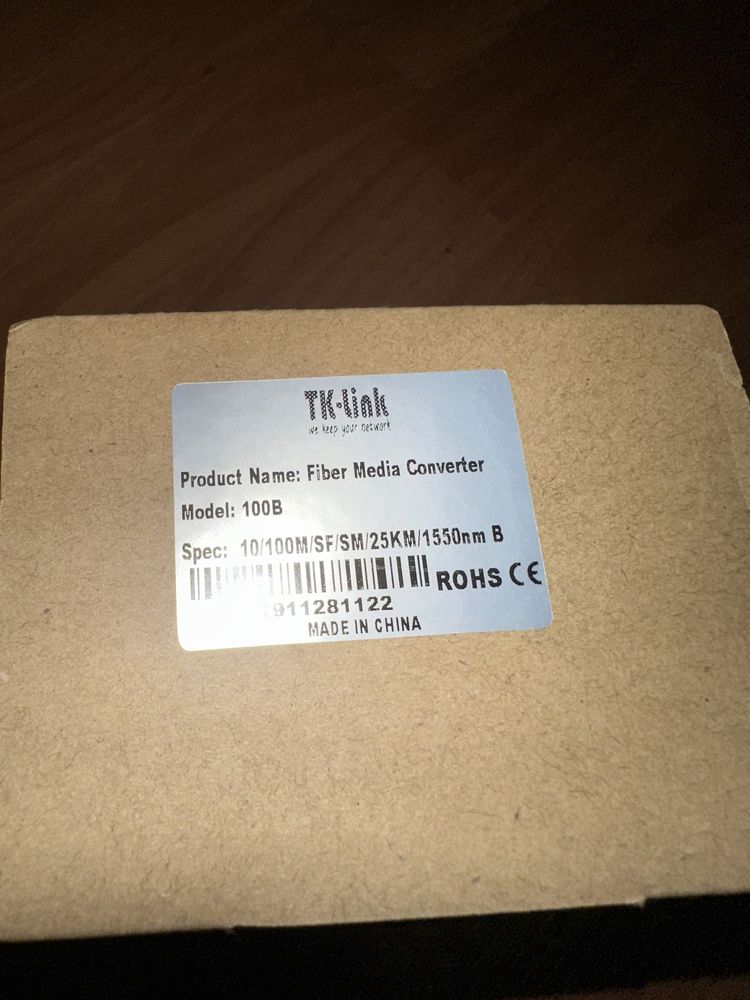 TK-Link
we keep your network
Product Name: Fiber Media Converter
Model: 100B
Spec: 10/100M/SF/SM/25KM/1550nm B
ROHS CE
911281122
MADE IN CHINA